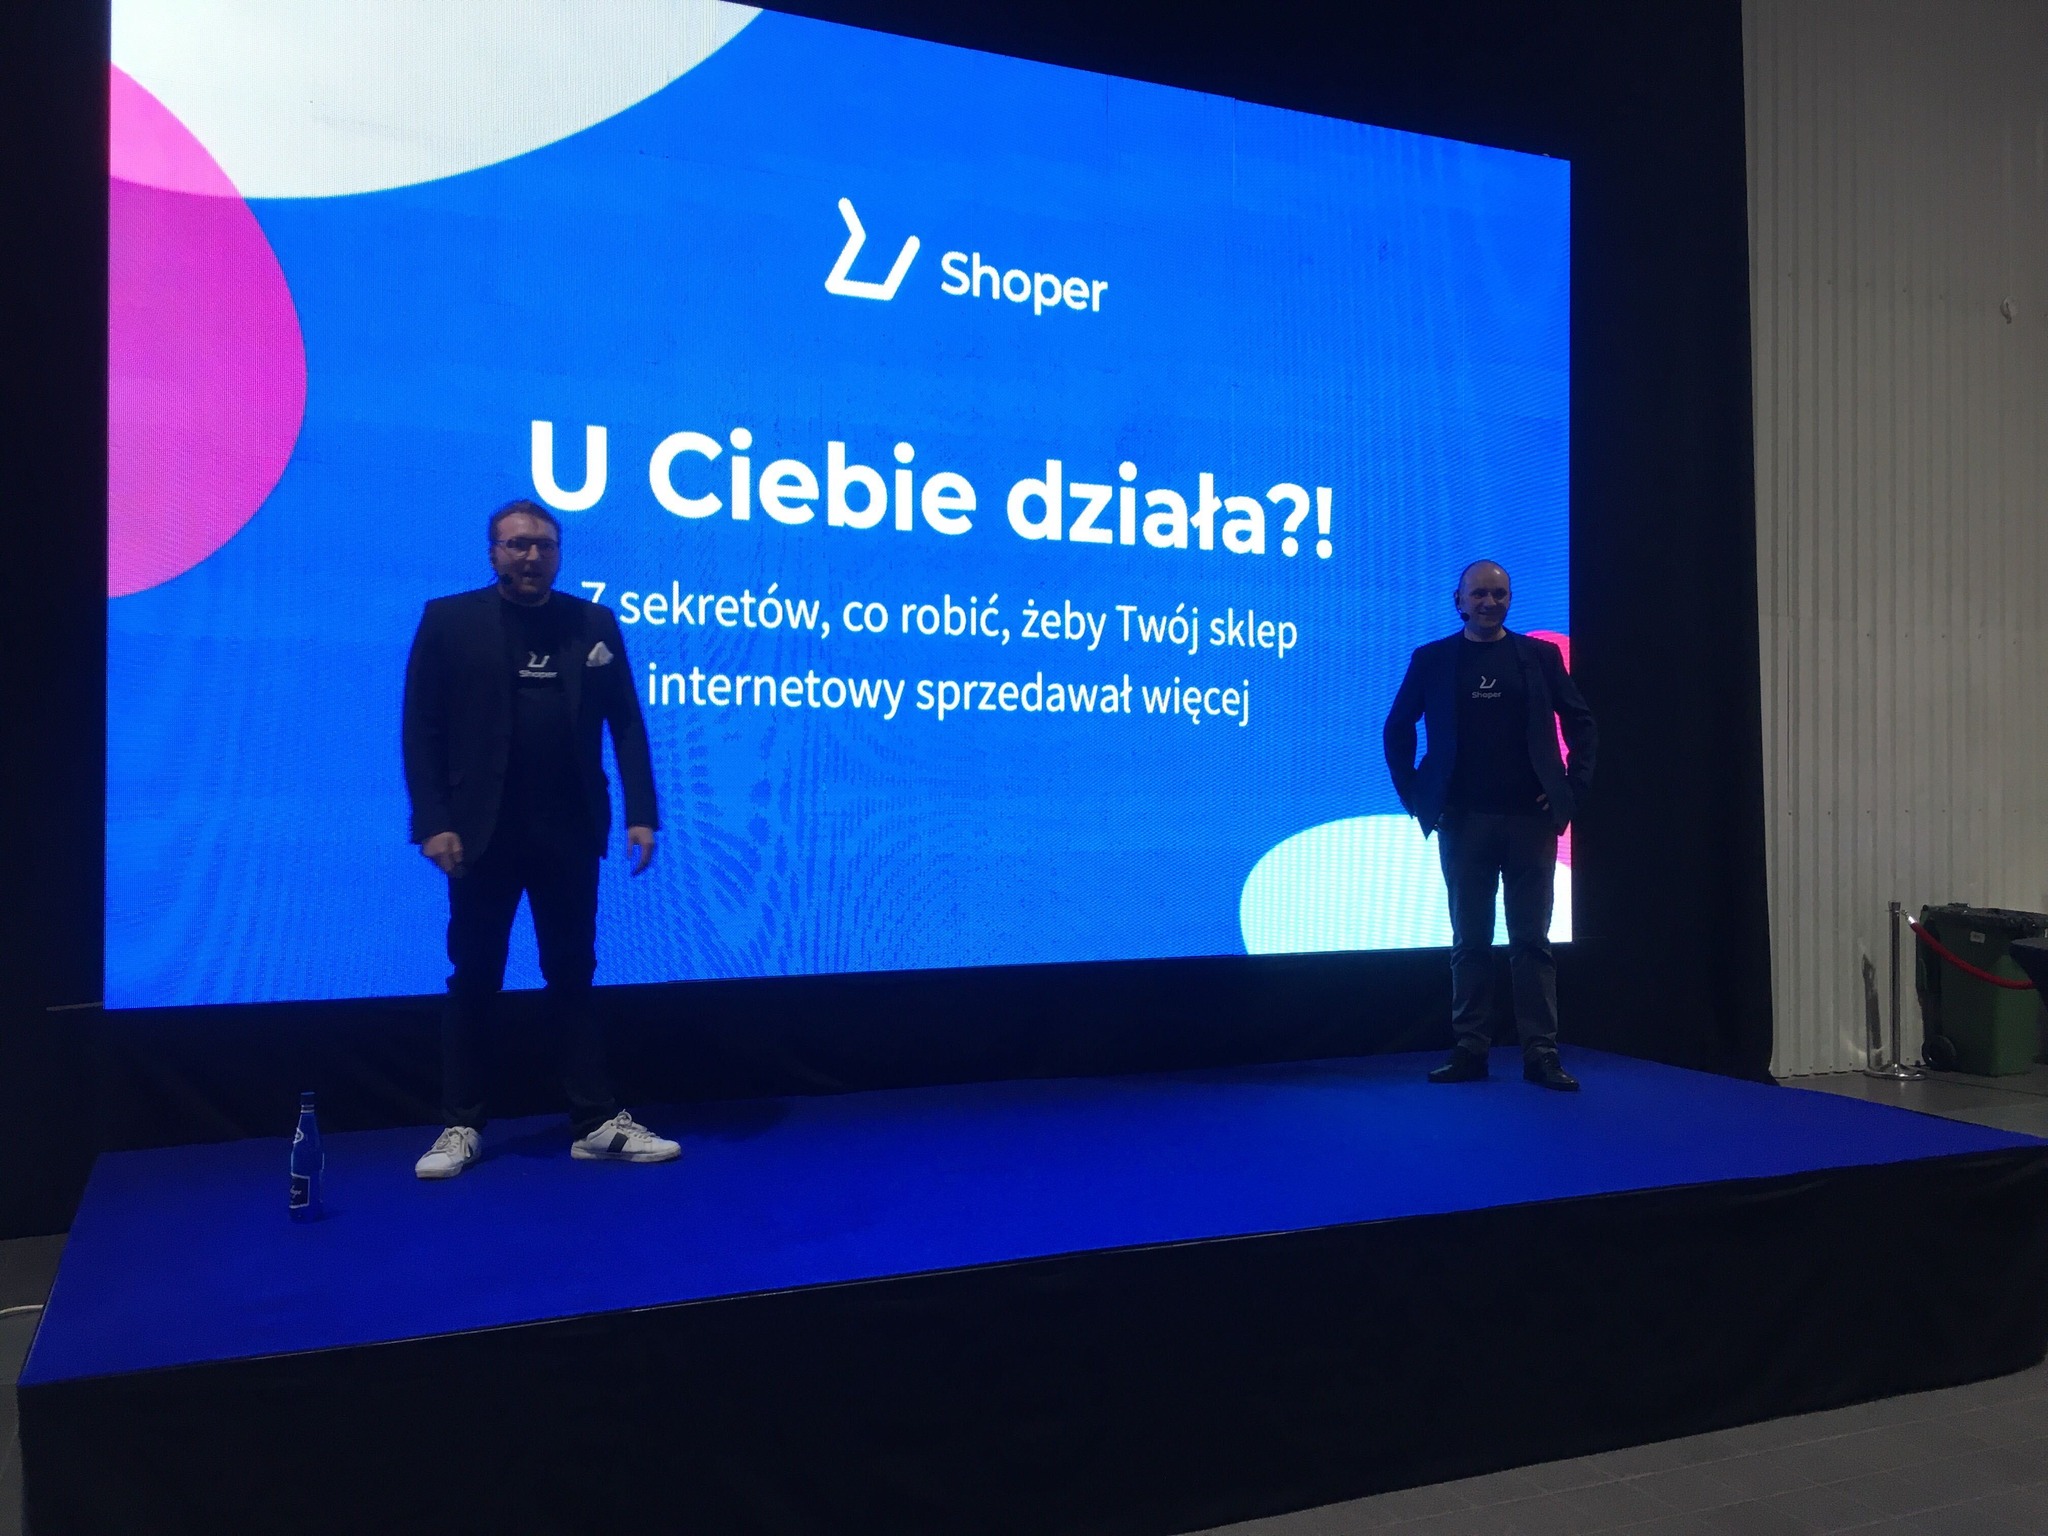 Shoper
U Ciebie działa?!
7 sekretów, co robić, żeby Twój sklep
internetowy sprzedawał więcej
Shoper
Shoper